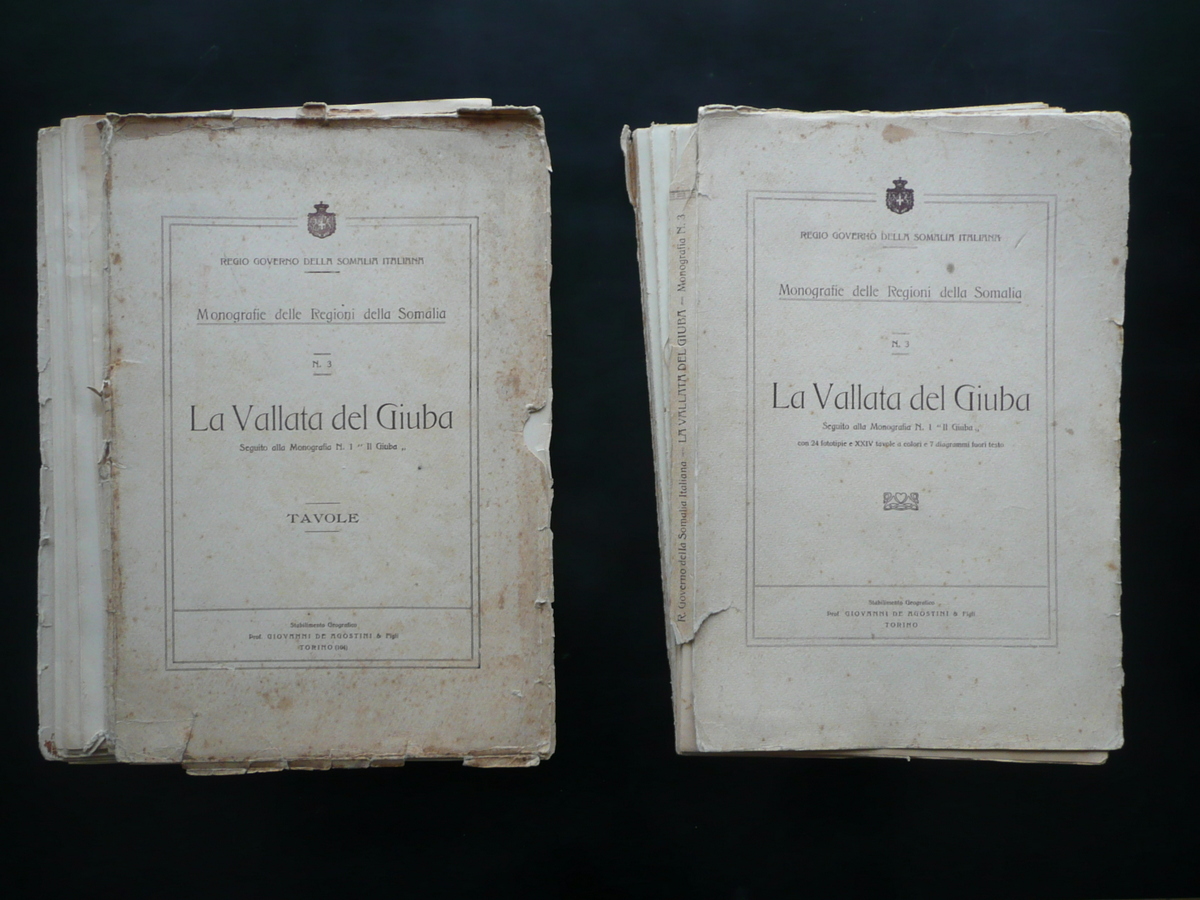 REGIO GOVERNO DELLA SOMALIA ITALIANA
Monografie delle Regioni della Somalia
N. 3
La Vallata del Giuba
Seguito alla Monografia N. 1 “ Il Giuba „
TAVOLE
Stabilimento Geografico
Prof. GIOVANNI DE AGOSTINI & Figli
TORINO
R. Governo della Somalia Italiana — LA VALLATA DEL GIUBA — Monografia N. 3
REGIO GOVERNO DELLA SOMALIA ITALIANA
Monografie delle Regioni della Somalia
N. 3
La Vallata del Giuba
Seguito alla Monografia N. 1 “ Il Giuba „
con 24 fototipie e XXIV tavole a colori e 7 diagrammi fuori testo
Stabilimento Geografico
Prof. GIOVANNI DE AGOSTINI & Figli
TORINO